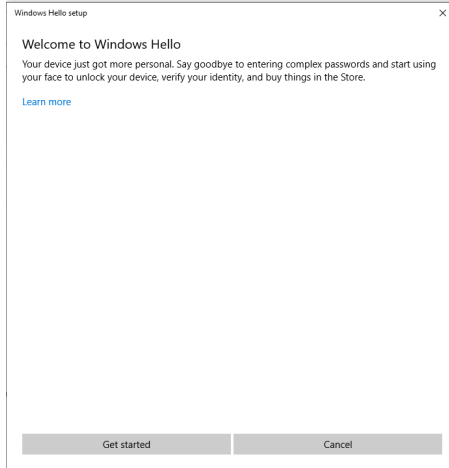 Windows Hello setup
Welcome to Windows Hello
Your device just got more personal. Say goodbye to entering complex passwords and start using
your face to unlock your device, verify your identity, and buy things in the Store.
Learn more
Get started
Cancel